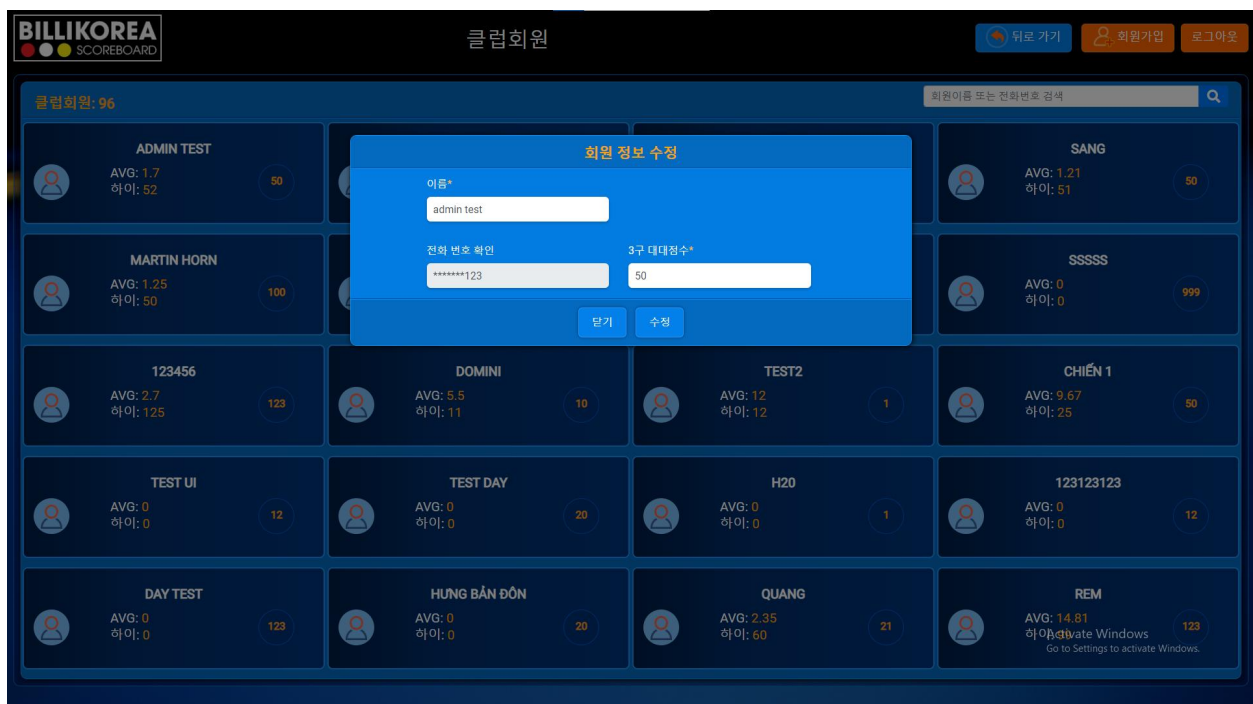 BILLIKOREA
SCOREBOARD
클럽회원
뒤로 가기
회원가입
로그아웃
클럽회원: 96
회원이름 또는 전화번호 검색
ADMIN TEST
AVG: 1.7
하이: 52
50
SANG
AVG: 1.21
하이: 51
50
회원 정보 수정
이름*
admin test
전화 번호 확인
3구 대대점수*
*******123
50
닫기
수정
MARTIN HORN
AVG: 1.25
하이: 50
100
SSSSS
AVG: 0
하이: 0
999
123456
AVG: 2.7
하이: 125
123
DOMINI
AVG: 5.5
하이: 11
10
TEST2
AVG: 12
하이: 12
1
CHIẾN 1
AVG: 9.67
하이: 25
50
TEST UI
AVG: 0
하이: 0
12
TEST DAY
AVG: 0
하이: 0
20
H20
AVG: 0
하이: 0
1
123123123
AVG: 0
하이: 0
12
DAY TEST
AVG: 0
하이: 0
123
HƯNG BẢN ĐÔN
AVG: 0
하이: 0
20
QUANG
AVG: 2.35
하이: 60
21
REM
AVG: 14.81
하이:
123
Activate Windows
Go to Settings to activate Windows.